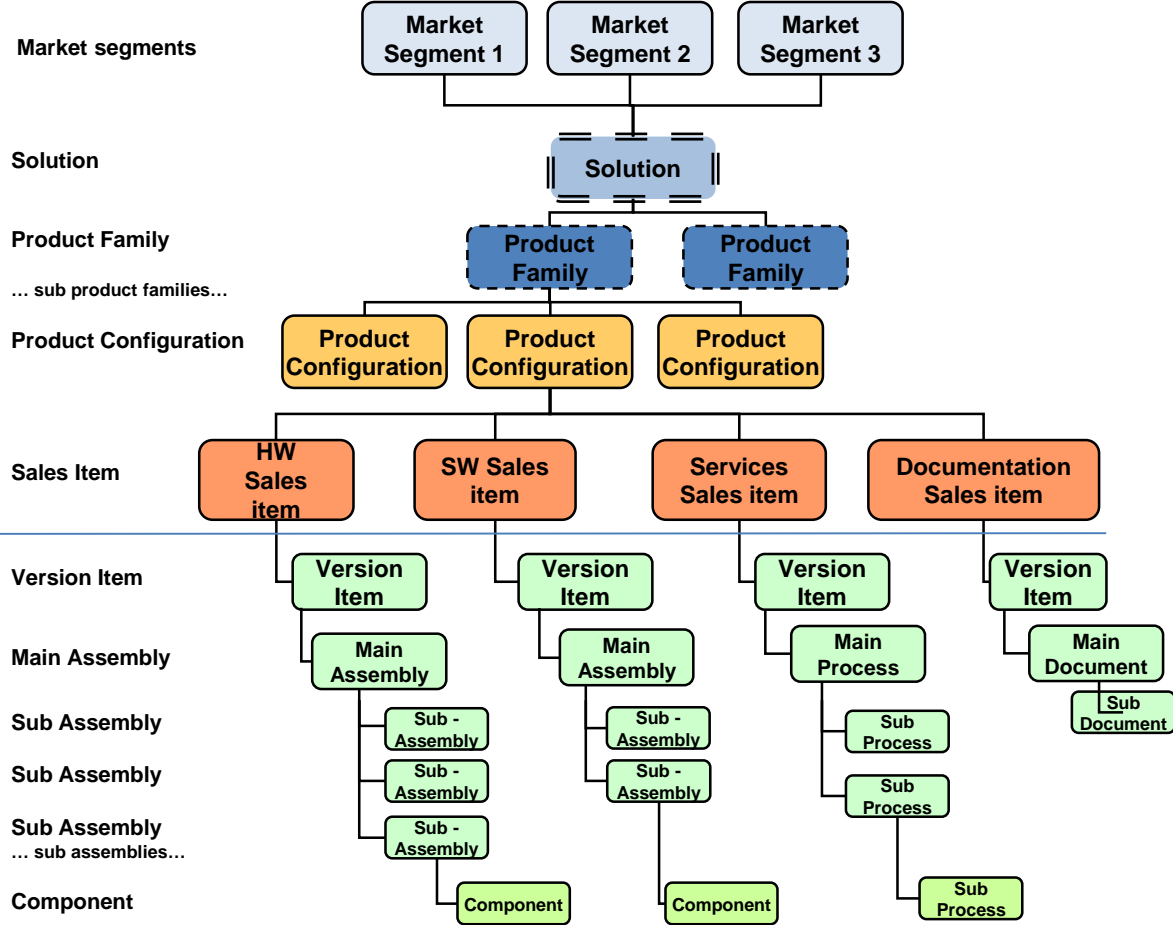 Market segments
Market
Segment 1
Market
Segment 2
Market
Segment 3
Solution
Solution
Product Family
Product
Family
Product
Family
... sub product families...
Product Configuration
Product
Configuration
Product
Configuration
Product
Configuration
Sales Item
HW
Sales
item
SW Sales
item
Services
Sales item
Documentation
Sales item
Version Item
Version
Item
Version
Item
Version
Item
Version
Item
Main Assembly
Main
Assembly
Main
Assembly
Main
Process
Main
Document
Sub Assembly
Sub -
Assembly
Sub -
Assembly
Sub
Process
Sub
Document
Sub Assembly
Sub -
Assembly
Sub -
Assembly
Sub
Process
Sub Assembly
... sub assemblies...
Sub -
Assembly
Component
Component
Component
Sub
Process